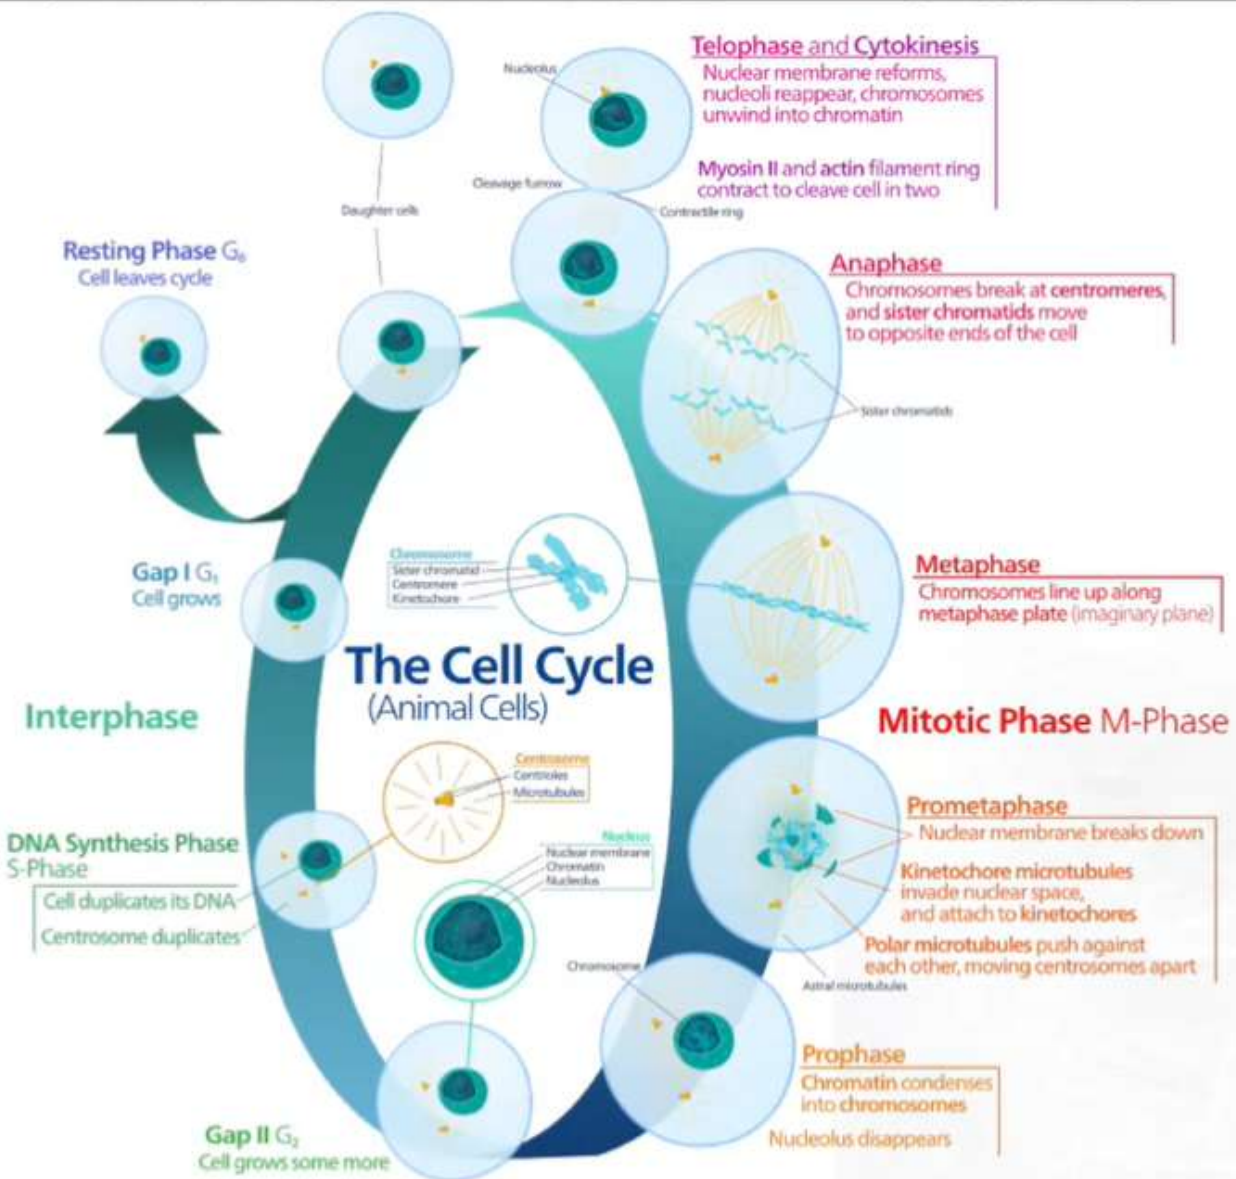 Telophase and Cytokinesis
Nuclear membrane reforms,
nucleoli reappear, chromosomes
unwind into chromatin
Myosin II and actin filament ring
contract to cleave cell in two
Nucleolus
Cleavage furrow
Contractile ring
Daughter cells
Resting Phase G₀
Cell leaves cycle
Anaphase
Chromosomes break at centromeres,
and sister chromatids move
to opposite ends of the cell
Sister chromatids
Gap I G₁
Cell grows
Chromosome
Sister chromatid
Centromere
Kinetochore
Metaphase
Chromosomes line up along
metaphase plate (imaginary plane)
The Cell Cycle
(Animal Cells)
Interphase
Mitotic Phase M-Phase
Centrosome
Centrioles
Microtubules
DNA Synthesis Phase
S-Phase
Cell duplicates its DNA
Centrosome duplicates
Nucleus
Nuclear membrane
Chromatin
Nucleolus
Prometaphase
Nuclear membrane breaks down
Kinetochore microtubules
invade nuclear space,
and attach to kinetochores
Polar microtubules push against
each other, moving centrosomes apart
Astral microtubules
Chromosome
Prophase
Chromatin condenses
into chromosomes
Nucleolus disappears
Gap II G₂
Cell grows some more